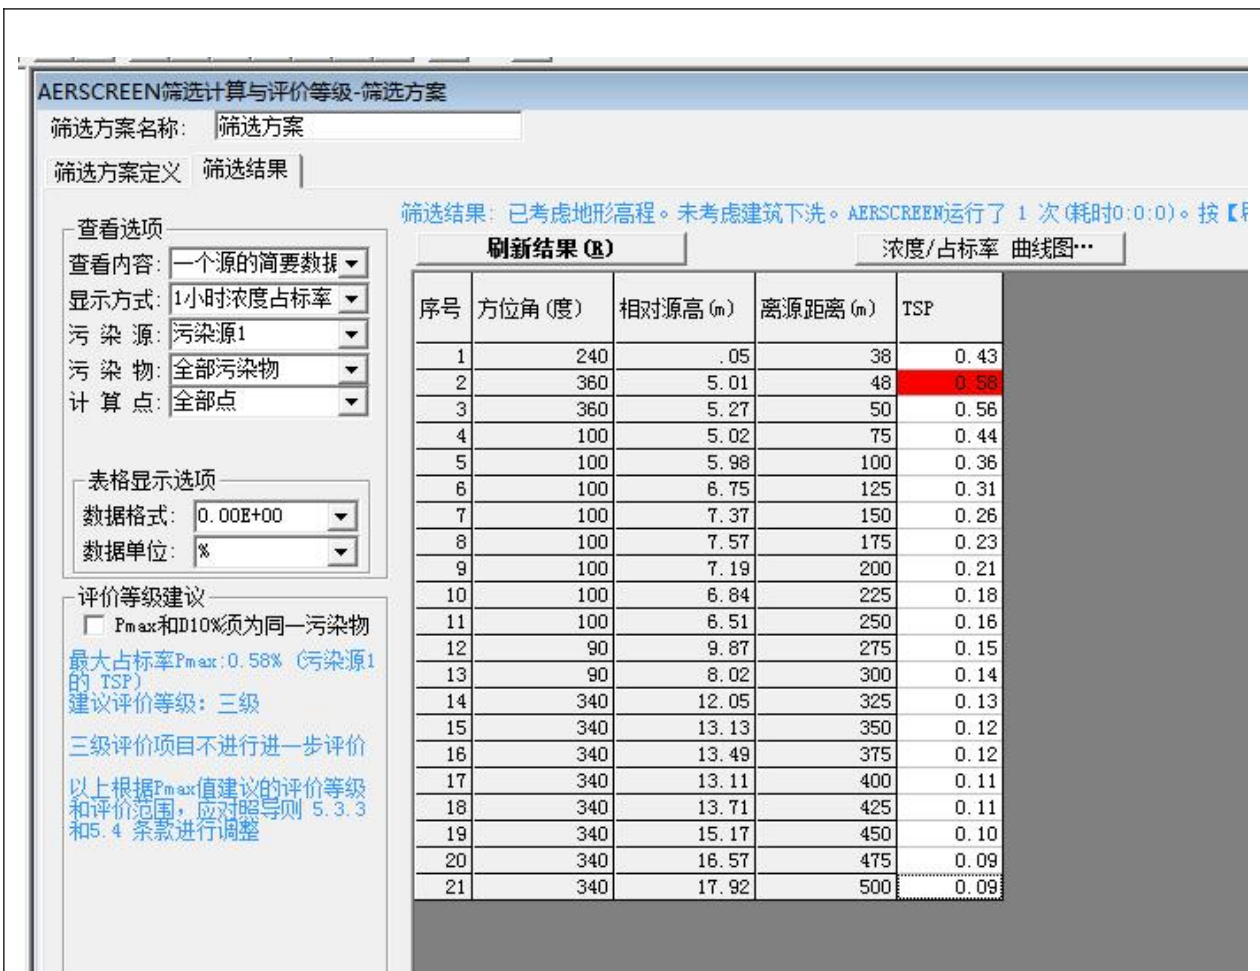 AERSCREEN筛选计算与评价等级-筛选方案
筛选方案名称: 筛选方案
筛选方案定义 筛选结果
筛选结果: 已考虑地形高程。未考虑建筑下洗。AERSCREEN运行了 1 次(耗时0:0:0)。按【
刷新结果(R) 浓度/占标率 曲线图…
查看选项
查看内容: 一个源的简要数据
显示方式: 1小时浓度占标率
污 染 源: 污染源1
污 染 物: 全部污染物
计 算 点: 全部点
表格显示选项
数据格式: 0.00E+00
数据单位: %
评价等级建议
Pmax和D10%须为同一污染物
最大占标率Pmax:0.58% (污染源1
的 TSP)
建议评价等级: 三级
三级评价项目不进行进一步评价
以上根据Pmax值建议的评价等级
和评价范围,应对照导则 5.3.3
和5.4 条款进行调整
序号 方位角(度) 相对源高(m) 离源距离(m) TSP
1 240 .05 38 0.43
2 360 5.01 48 0.58
3 360 5.27 50 0.56
4 100 5.02 75 0.44
5 100 5.98 100 0.36
6 100 6.75 125 0.31
7 100 7.37 150 0.26
8 100 7.57 175 0.23
9 100 7.19 200 0.21
10 100 6.84 225 0.18
11 100 6.51 250 0.16
12 90 9.87 275 0.15
13 90 8.02 300 0.14
14 340 12.05 325 0.13
15 340 13.13 350 0.12
16 340 13.49 375 0.12
17 340 13.11 400 0.11
18 340 13.71 425 0.11
19 340 15.17 450 0.10
20 340 16.57 475 0.09
21 340 17.92 500 0.09